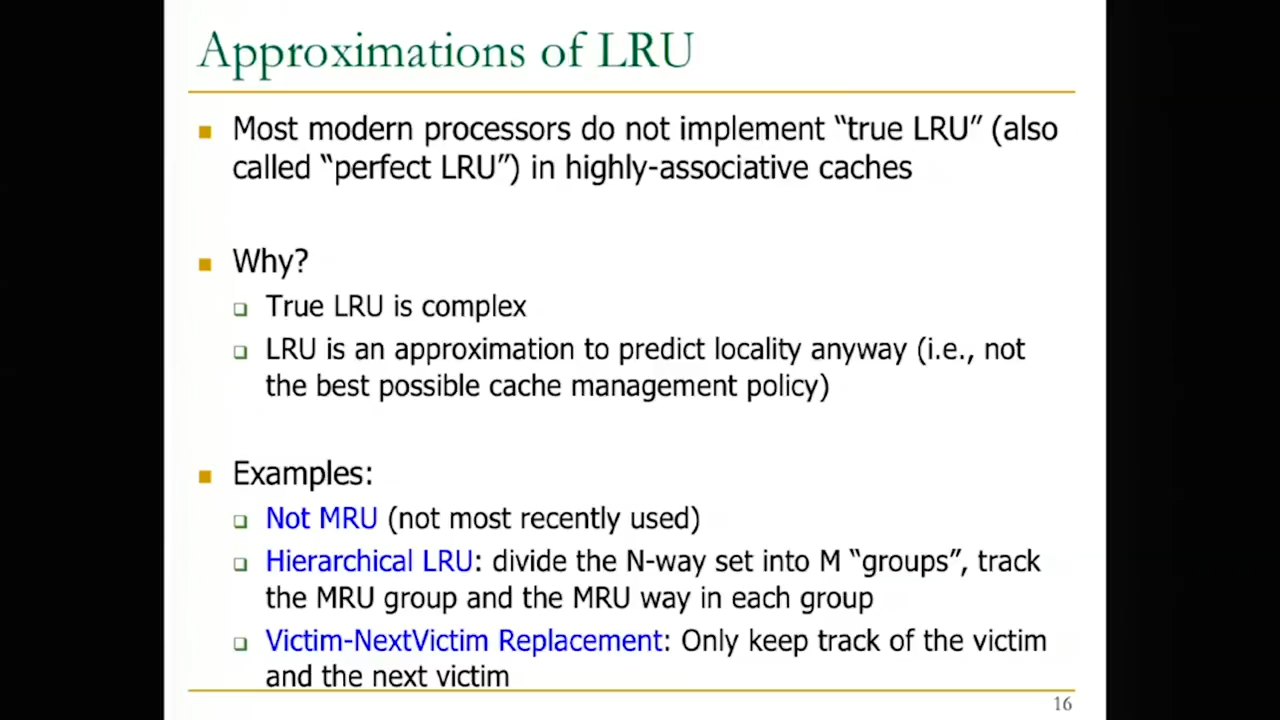 Approximations of LRU
Most modern processors do not implement “true LRU” (also
called “perfect LRU”) in highly-associative caches
Why?
True LRU is complex
LRU is an approximation to predict locality anyway (i.e., not
the best possible cache management policy)
Examples:
Not MRU (not most recently used)
Hierarchical LRU: divide the N-way set into M “groups”, track
the MRU group and the MRU way in each group
Victim-NextVictim Replacement: Only keep track of the victim
and the next victim
16